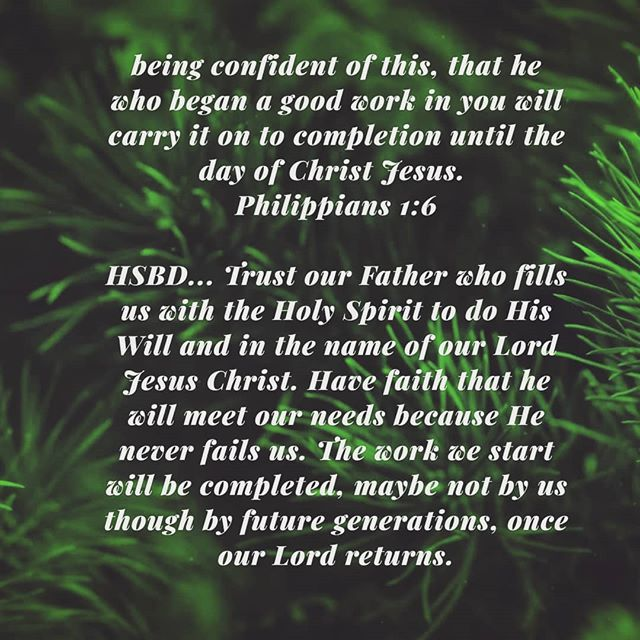 being confident of this, that he
who began a good work in you will
carry it on to completion until the
day of Christ Jesus.
Philippians 1:6
HSBD... Trust our Father who fills
us with the Holy Spirit to do His
Will and in the name of our Lord
Jesus Christ. Have faith that he
will meet our needs because He
never fails us. The work we start
will be completed, maybe not by us
though by future generations, once
our Lord returns.